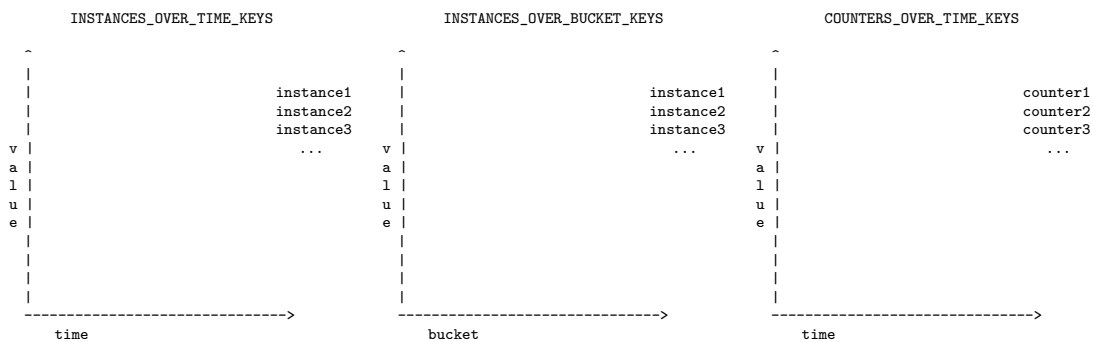 INSTANCES_OVER_TIME_KEYS INSTANCES_OVER_BUCKET_KEYS COUNTERS_OVER_TIME_KEYS
^ ^ ^
| | |
| instance1 | instance1 | counter1
| instance2 | instance2 | counter2
| instance3 | instance3 | counter3
v | ... v | ... v | ...
a | a | a |
l | l | l |
u | u | u |
e | e | e |
| | |
| | |
| | |
| | |
-------------------------------> -------------------------------> ------------------------------->
time bucket time